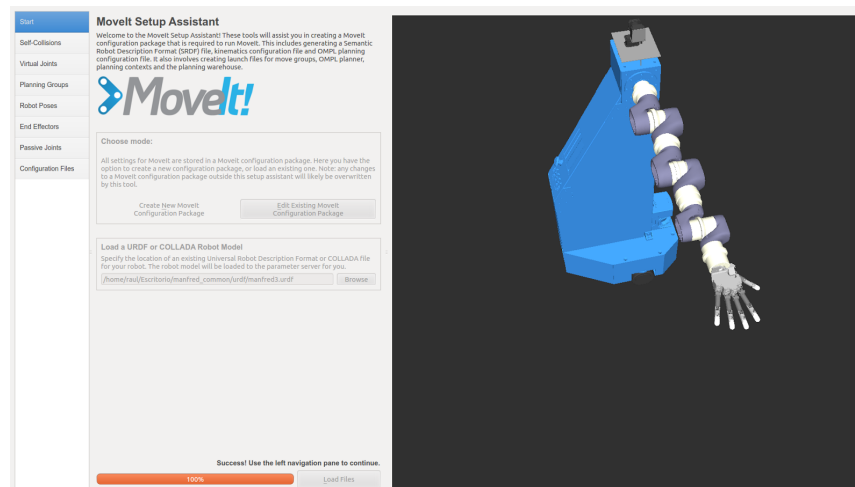 Start
Self-Collisions
Virtual Joints
Planning Groups
Robot Poses
End Effectors
Passive Joints
Configuration Files
MoveIt Setup Assistant
Welcome to the MoveIt Setup Assistant! These tools will assist you in creating a MoveIt
configuration package that is required to run MoveIt. This includes generating a Semantic
Robot Description Format (SRDF) file, kinematics configuration file and OMPL planning
configuration file. It also involves creating launch files for move groups, OMPL planner,
planning contexts and the planning warehouse.
MoveIt!
Choose mode:
All settings for MoveIt are stored in a MoveIt configuration package. Here you have the
option to create a new configuration package, or load an existing one. Note: any changes
to a MoveIt configuration package outside this setup assistant will likely be overwritten
by this tool.
Create New MoveIt
Configuration Package
Edit Existing MoveIt
Configuration Package
Load a URDF or COLLADA Robot Model
Specify the location of an existing Universal Robot Description Format or COLLADA file
for your robot. The robot model will be loaded to the parameter server for you.
/home/raul/Escritorio/manfred_common/urdf/manfred3.urdf
Browse
Success! Use the left navigation pane to continue.
100%
Load Files